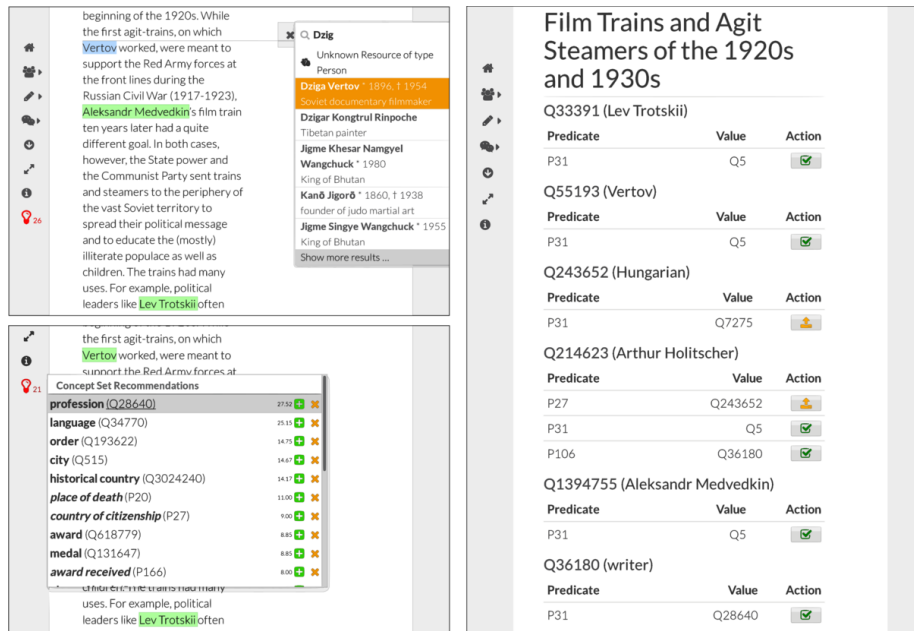 beginning of the 1920s. While
the first agit-trains, on which
Vertov worked, were meant to
support the Red Army forces at
the front lines during the
Russian Civil War (1917-1923),
Aleksandr Medvedkin's film train
ten years later had a quite
different goal. In both cases,
however, the State power and
the Communist Party sent trains
and steamers to the periphery of
the vast Soviet territory to
spread their political message
and to educate the (mostly)
illiterate populace as well as
children. The trains had many
uses. For example, political
leaders like Lev Trotskii often
26
Dzig
Unknown Resource of type
Person
Dziga Vertov * 1896, † 1954
Soviet documentary filmmaker
Dzigar Kongtrul Rinpoche
Tibetan painter
Jigme Khesar Namgyel
Wangchuck * 1980
King of Bhutan
Kanō Jigorō * 1860, † 1938
founder of judo martial art
Jigme Singye Wangchuck * 1955
King of Bhutan
Show more results ...
the first agit-trains, on which
Vertov worked, were meant to
support the Red Army forces at
21
Concept Set Recommendations
profession (Q28640) 27.52
language (Q34770) 25.15
order (Q193622) 14.75
city (Q515) 14.67
historical country (Q3024240) 14.17
place of death (P20) 11.00
country of citizenship (P27) 9.00
award (Q618779) 8.85
medal (Q131647) 8.85
award received (P166) 8.00
children. The trains had many
uses. For example, political
leaders like Lev Trotskii often
Film Trains and Agit
Steamers of the 1920s
and 1930s
Q33391 (Lev Trotskii)
Predicate Value Action
P31 Q5
Q55193 (Vertov)
Predicate Value Action
P31 Q5
Q243652 (Hungarian)
Predicate Value Action
P31 Q7275
Q214623 (Arthur Holitscher)
Predicate Value Action
P27 Q243652
P31 Q5
P106 Q36180
Q1394755 (Aleksandr Medvedkin)
Predicate Value Action
P31 Q5
Q36180 (writer)
Predicate Value Action
P31 Q28640